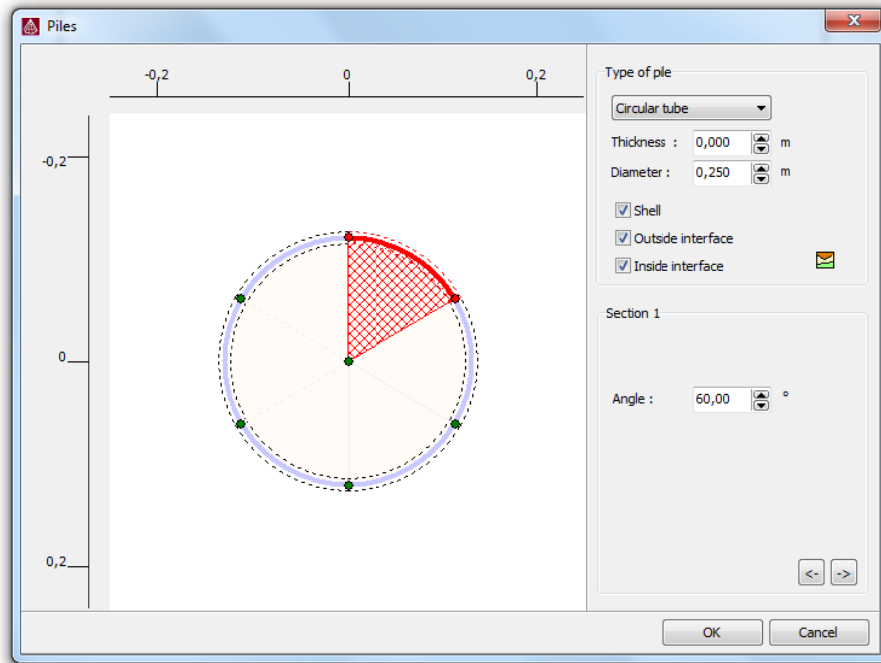 Piles
-0,2 0 0,2
-0,2
0
0,2
Type of ple
Circular tube
Thickness : 0,000 m
Diameter : 0,250 m
Shell
Outside interface
Inside interface
Section 1
Angle : 60,00 °
<- ->
OK Cancel